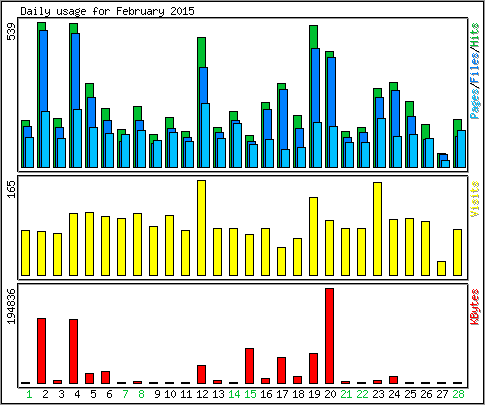 Daily usage for February 2015
539
Pages/Files/Hits
165
Visits
194836
KBytes
1 2 3 4 5 6 7 8 9 10 11 12 13 14 15 16 17 18 19 20 21 22 23 24 25 26 27 28